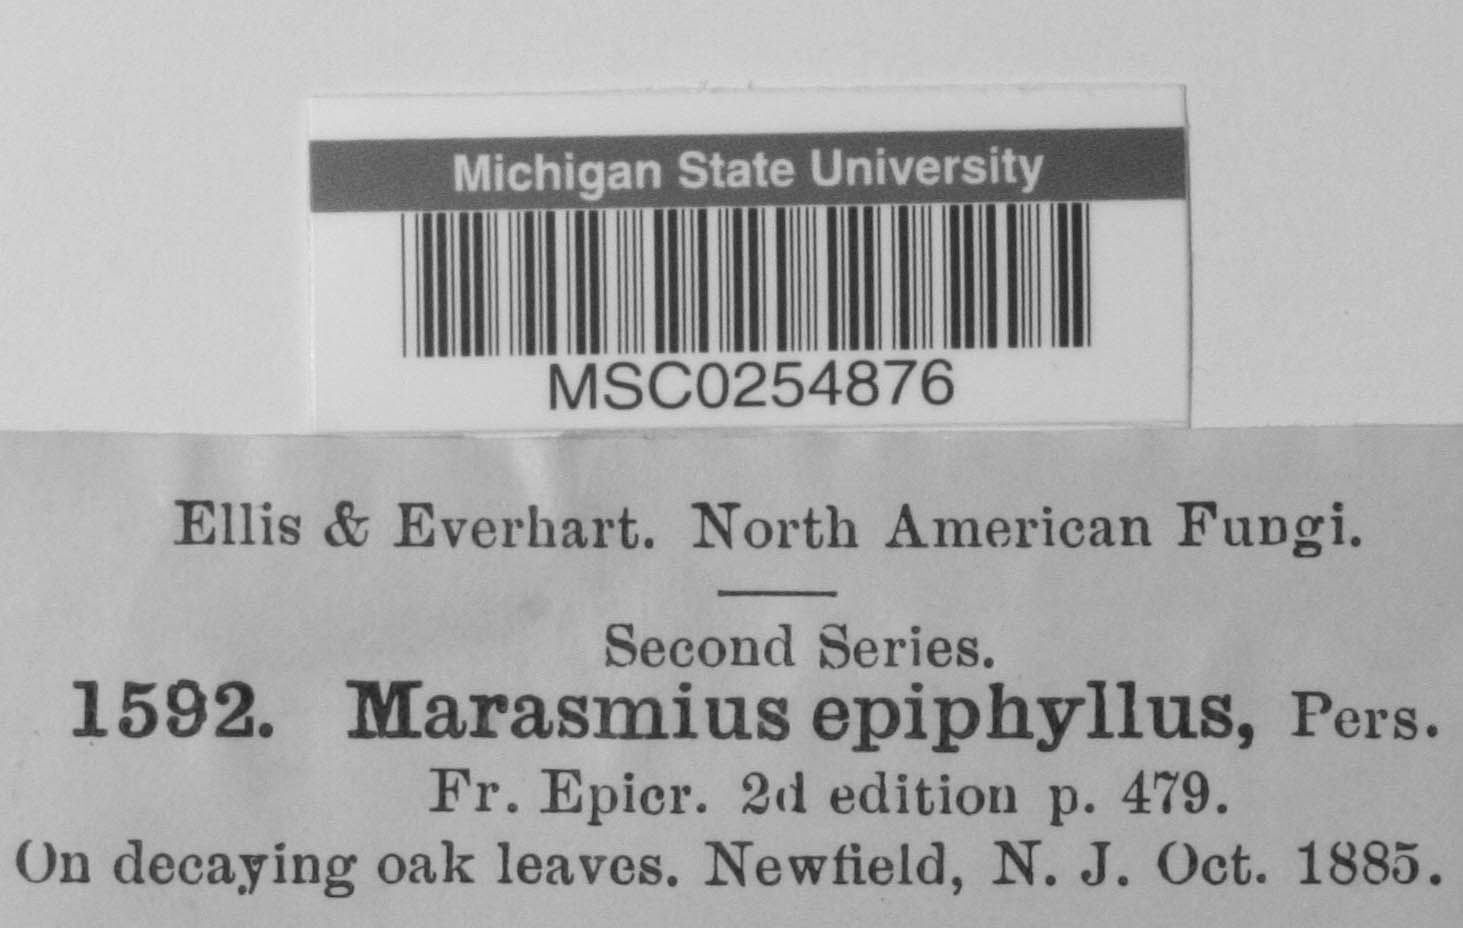 Michigan State University
MSC0254876
Ellis & Everhart. North American Fungi.
Second Series.
1592. Marasmius epiphyllus, Pers.
Fr. Epicr. 2d edition p. 479.
On decaying oak leaves. Newfield, N. J. Oct. 1885.